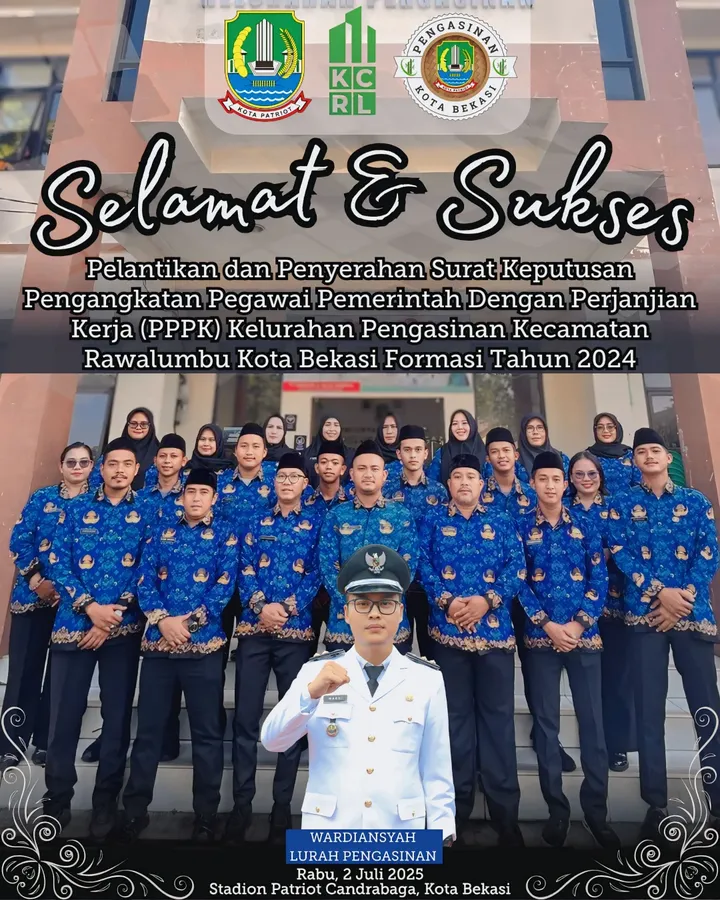 KOTA PATRIOT
KC
RL
PENGASINAN
KOTA BEKASI
Selamat & Sukses
Pelantikan dan Penyerahan Surat Keputusan
Pengangkatan Pegawai Pemerintah Dengan Perjanjian
Kerja (PPPK) Kelurahan Pengasinan Kecamatan
Rawalumbu Kota Bekasi Formasi Tahun 2024
WARDIANSYAH
LURAH PENGASINAN
Rabu, 2 Juli 2025
Stadion Patriot Candrabaga, Kota Bekasi